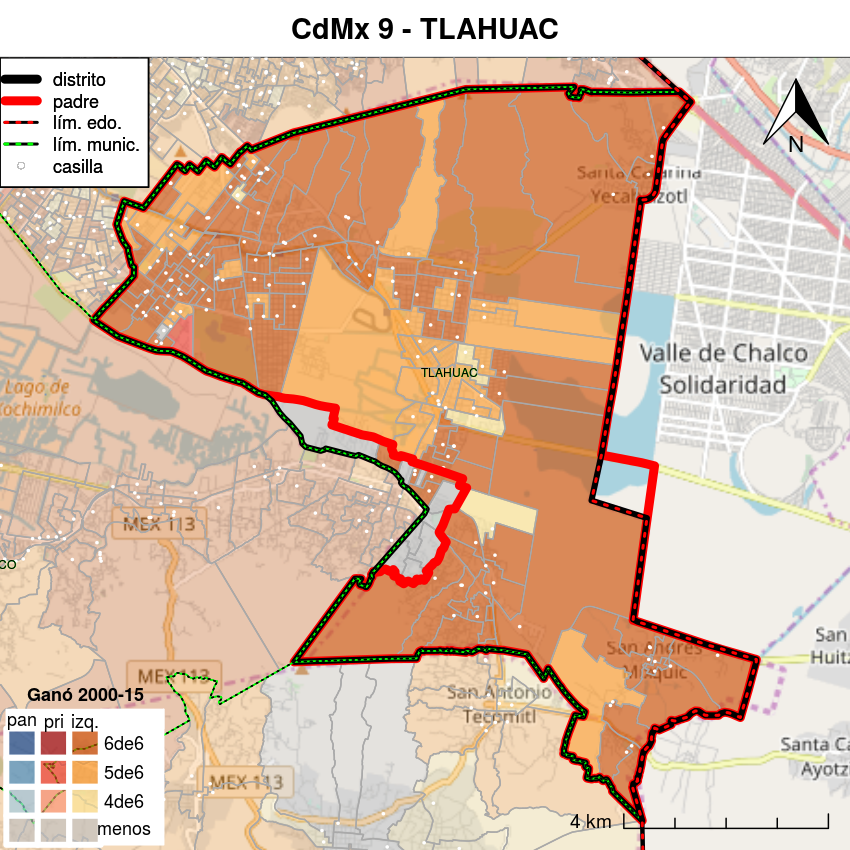 CdMx 9 - TLAHUAC
distrito
padre
lím. edo.
lím. munic.
casilla
N
Santa Catarina
Yecahuizotl
Valle de Chalco
Solidaridad
TLAHUAC
Lago de
Xochimilco
MEX 113
CO
MEX 113
San Andres
Mixquic
San
Huitz
San Antonio
Tecomitl
Santa Ca
Ayotz
MEX 113
Ganó 2000-15
pan pri izq.
6de6
5de6
4de6
menos
4 km